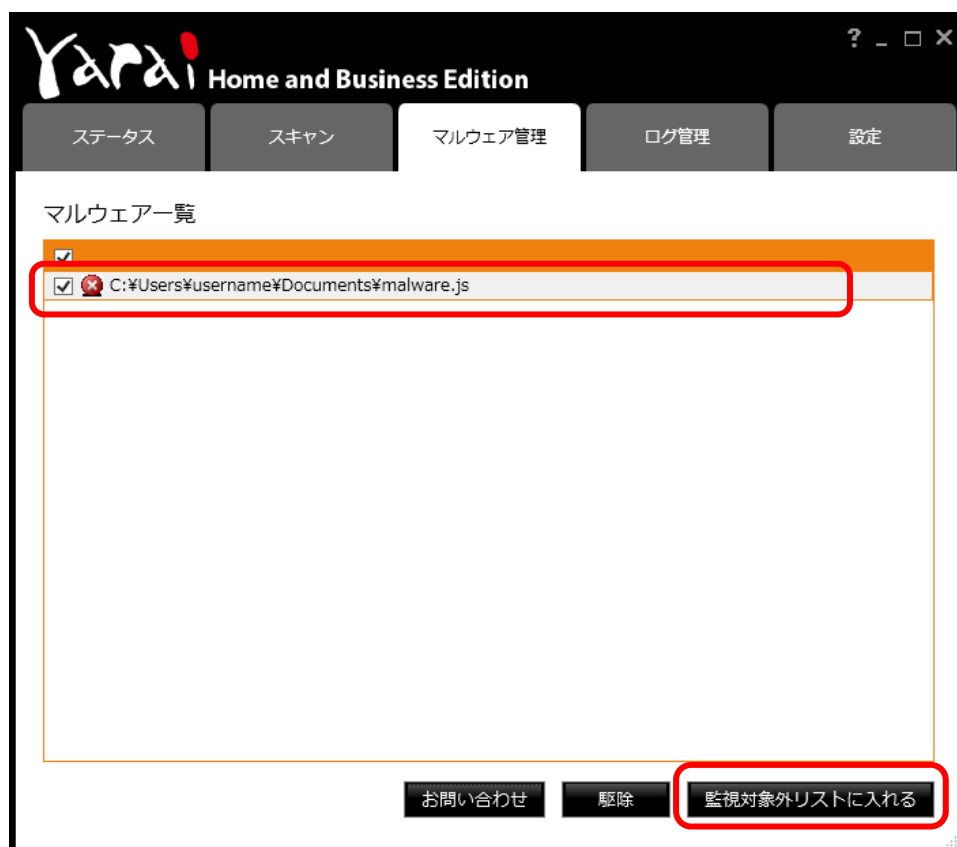 Yarai Home and Business Edition
? _ □ ×
ステータス スキャン マルウェア管理 ログ管理 設定
マルウェア一覧
C:¥Users¥username¥Documents¥malware.js
お問い合わせ 駆除 監視対象外リストに入れる